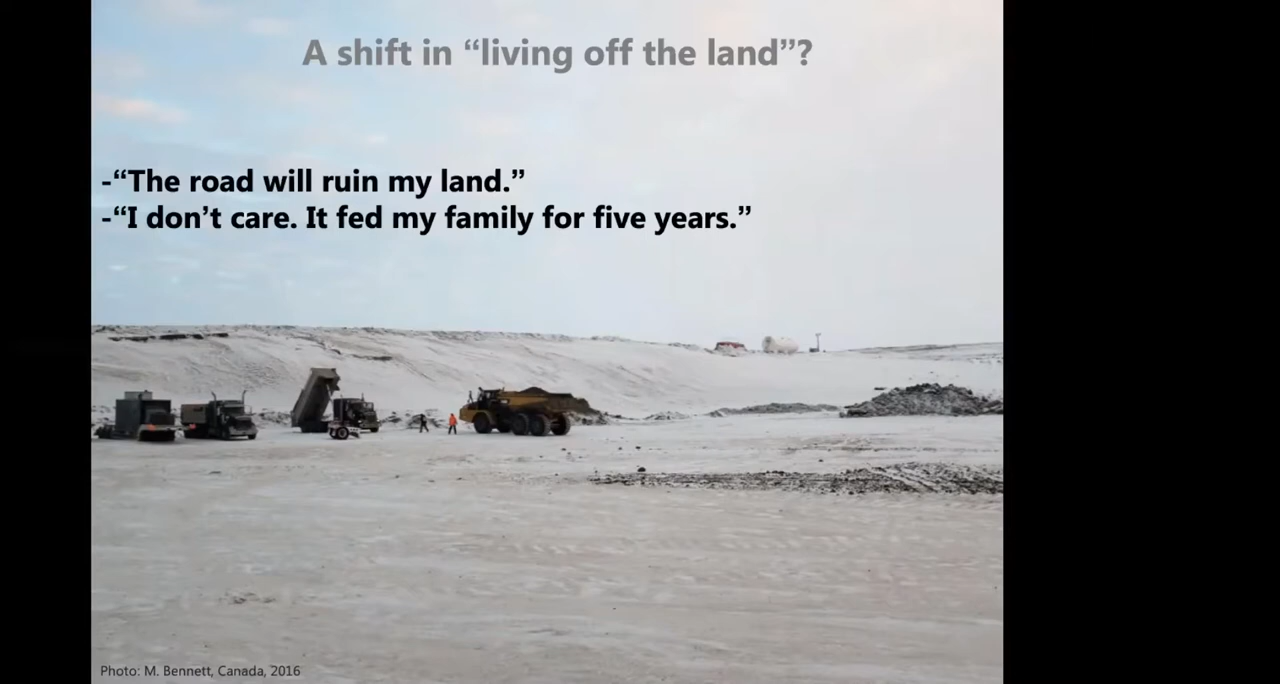 A shift in “living off the land”?
-“The road will ruin my land.”
-“I don’t care. It fed my family for five years.”
Photo: M. Bennett, Canada, 2016